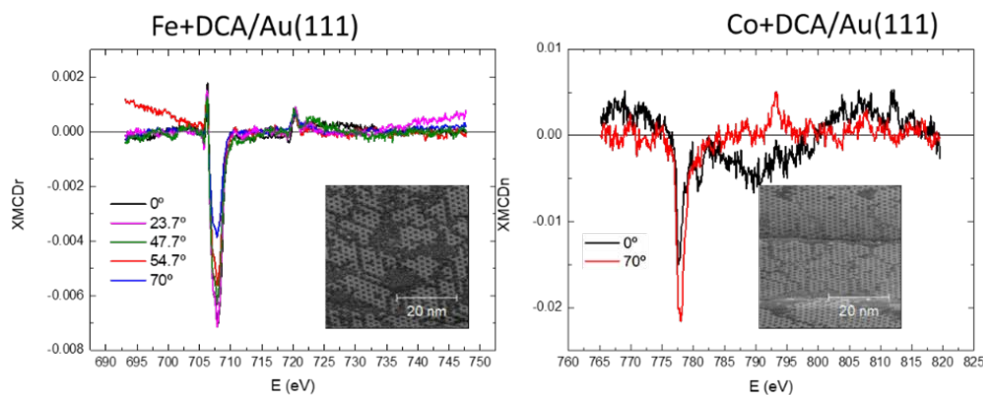 Fe+DCA/Au(111)
0.002
0.000
-0.002
-0.004
-0.006
-0.008
XMCDr
0º
23.7º
47.7º
54.7º
70º
20 nm
690 695 700 705 710 715 720 725 730 735 740 745 750
E (eV)
Co+DCA/Au(111)
0.01
0.00
-0.01
-0.02
XMCDn
0º
70º
20 nm
760 765 770 775 780 785 790 795 800 805 810 815 820 825
E (eV)